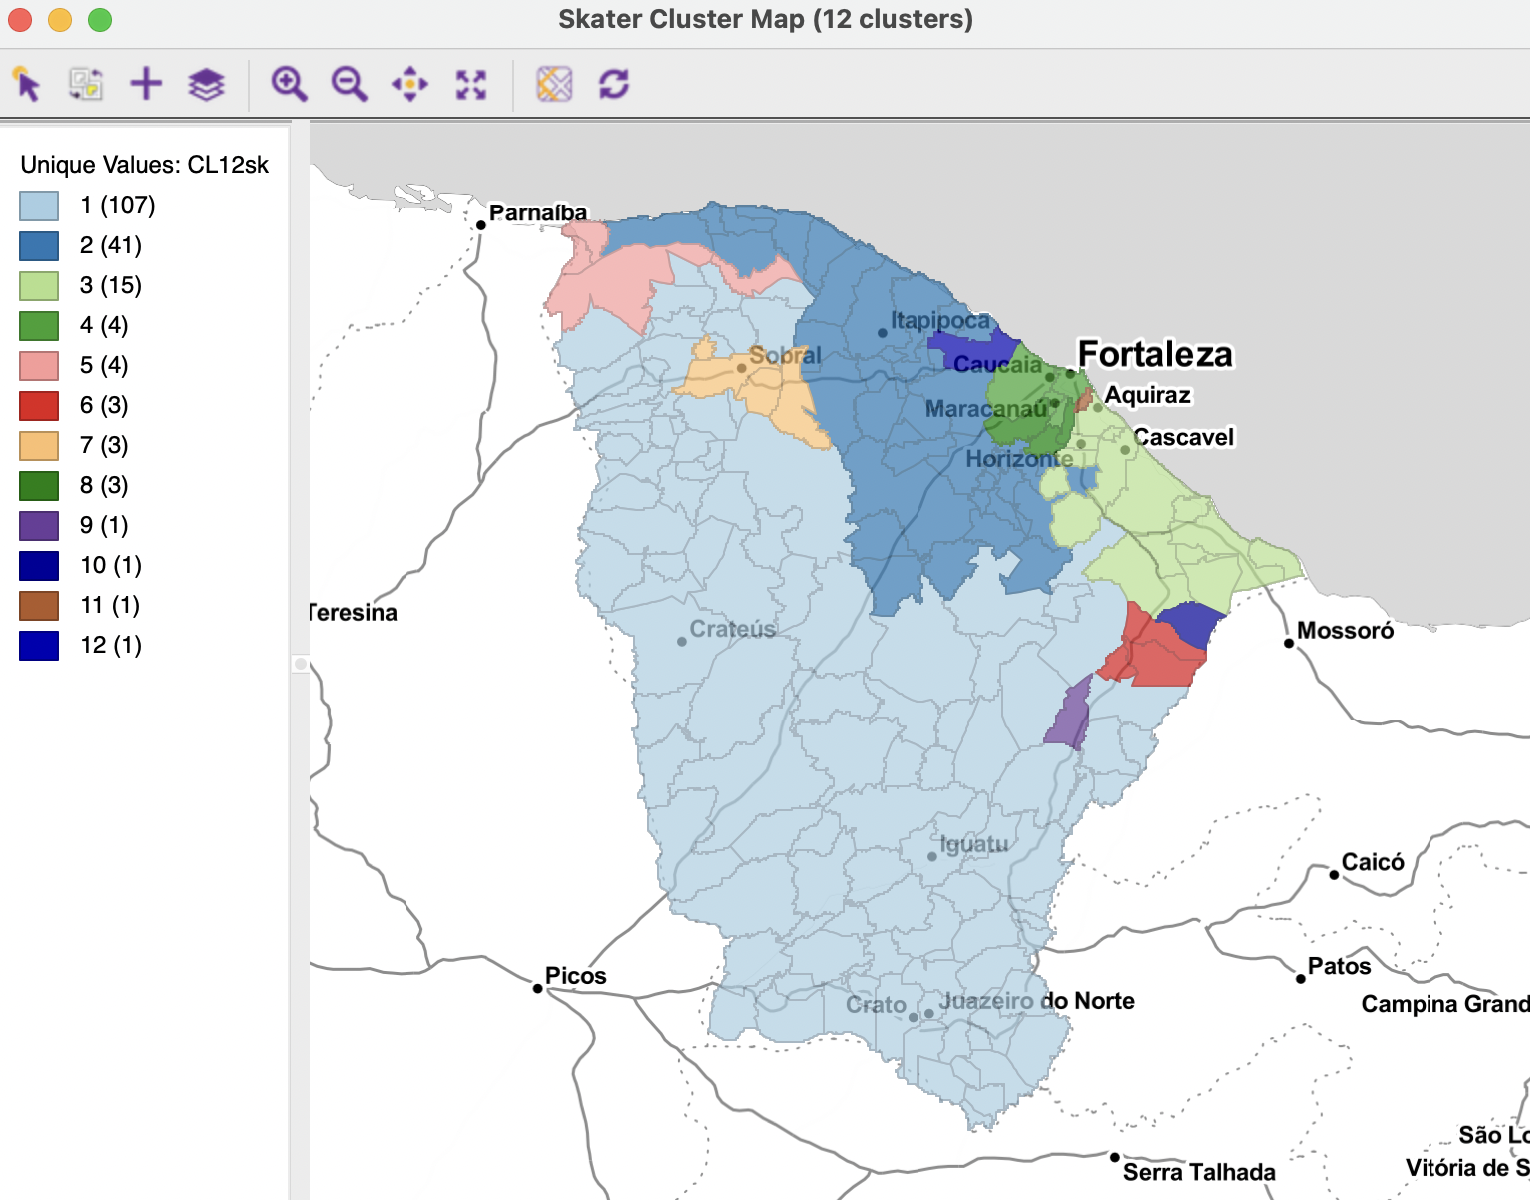 Skater Cluster Map (12 clusters)
Unique Values: CL12sk
1 (107)
2 (41)
3 (15)
4 (4)
5 (4)
6 (3)
7 (3)
8 (3)
9 (1)
10 (1)
11 (1)
12 (1)
Parnaíba
Itapipoca
Fortaleza
Sobral
Caucaia
Aquiraz
Maracanaú
Cascavel
Horizonte
Teresina
Crateús
Mossoró
Iguatu
Caicó
Patos
Picos
Crato
Juazeiro do Norte
Campina Grand
São Lo
Vitória de S
Serra Talhada